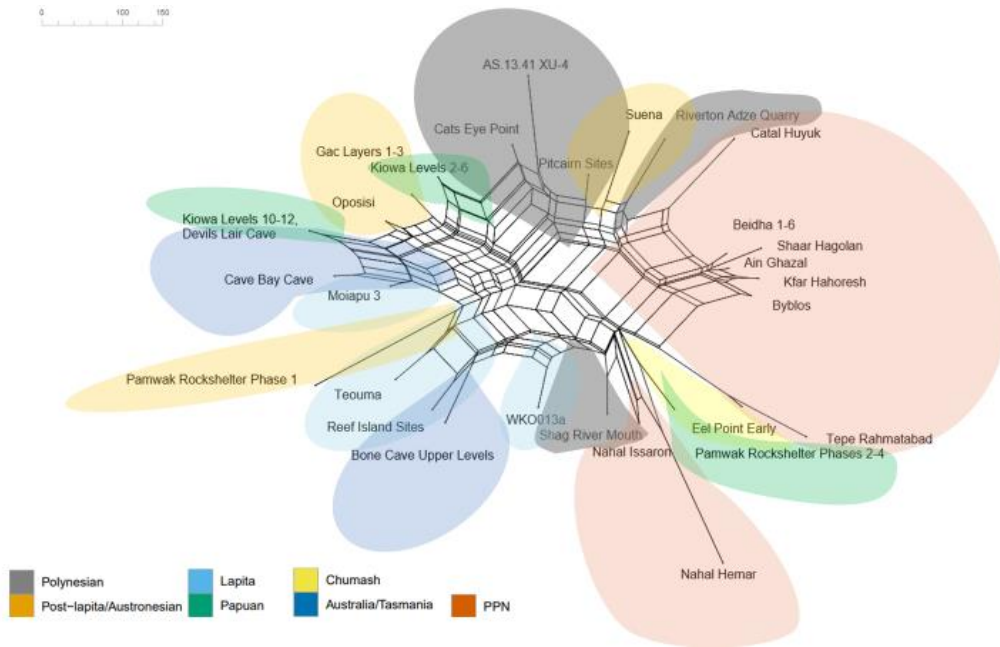 0 100 150
AS.13.41 XU-4
Suena
Riverton Adze Quarry
Cats Eye Point
Catal Huyuk
Gac Layers 1-3
Pitcairn Sites
Kiowa Levels 2-6
Oposisi
Kiowa Levels 10-12,
Devils Lair Cave
Beidha 1-6
Shaar Hagolan
Ain Ghazal
Cave Bay Cave
Kfar Hahoresh
Moiapu 3
Byblos
Pamwak Rockshelter Phase 1
Teouma
WKO013a
Reef Island Sites
Eel Point Early
Shag River Mouth
Tepe Rahmatabad
Nahal Issaron
Bone Cave Upper Levels
Pamwak Rockshelter Phases 2-4
Nahal Hemar
Polynesian
Lapita
Chumash
Post-lapita/Austronesian
Papuan
Australia/Tasmania
PPN